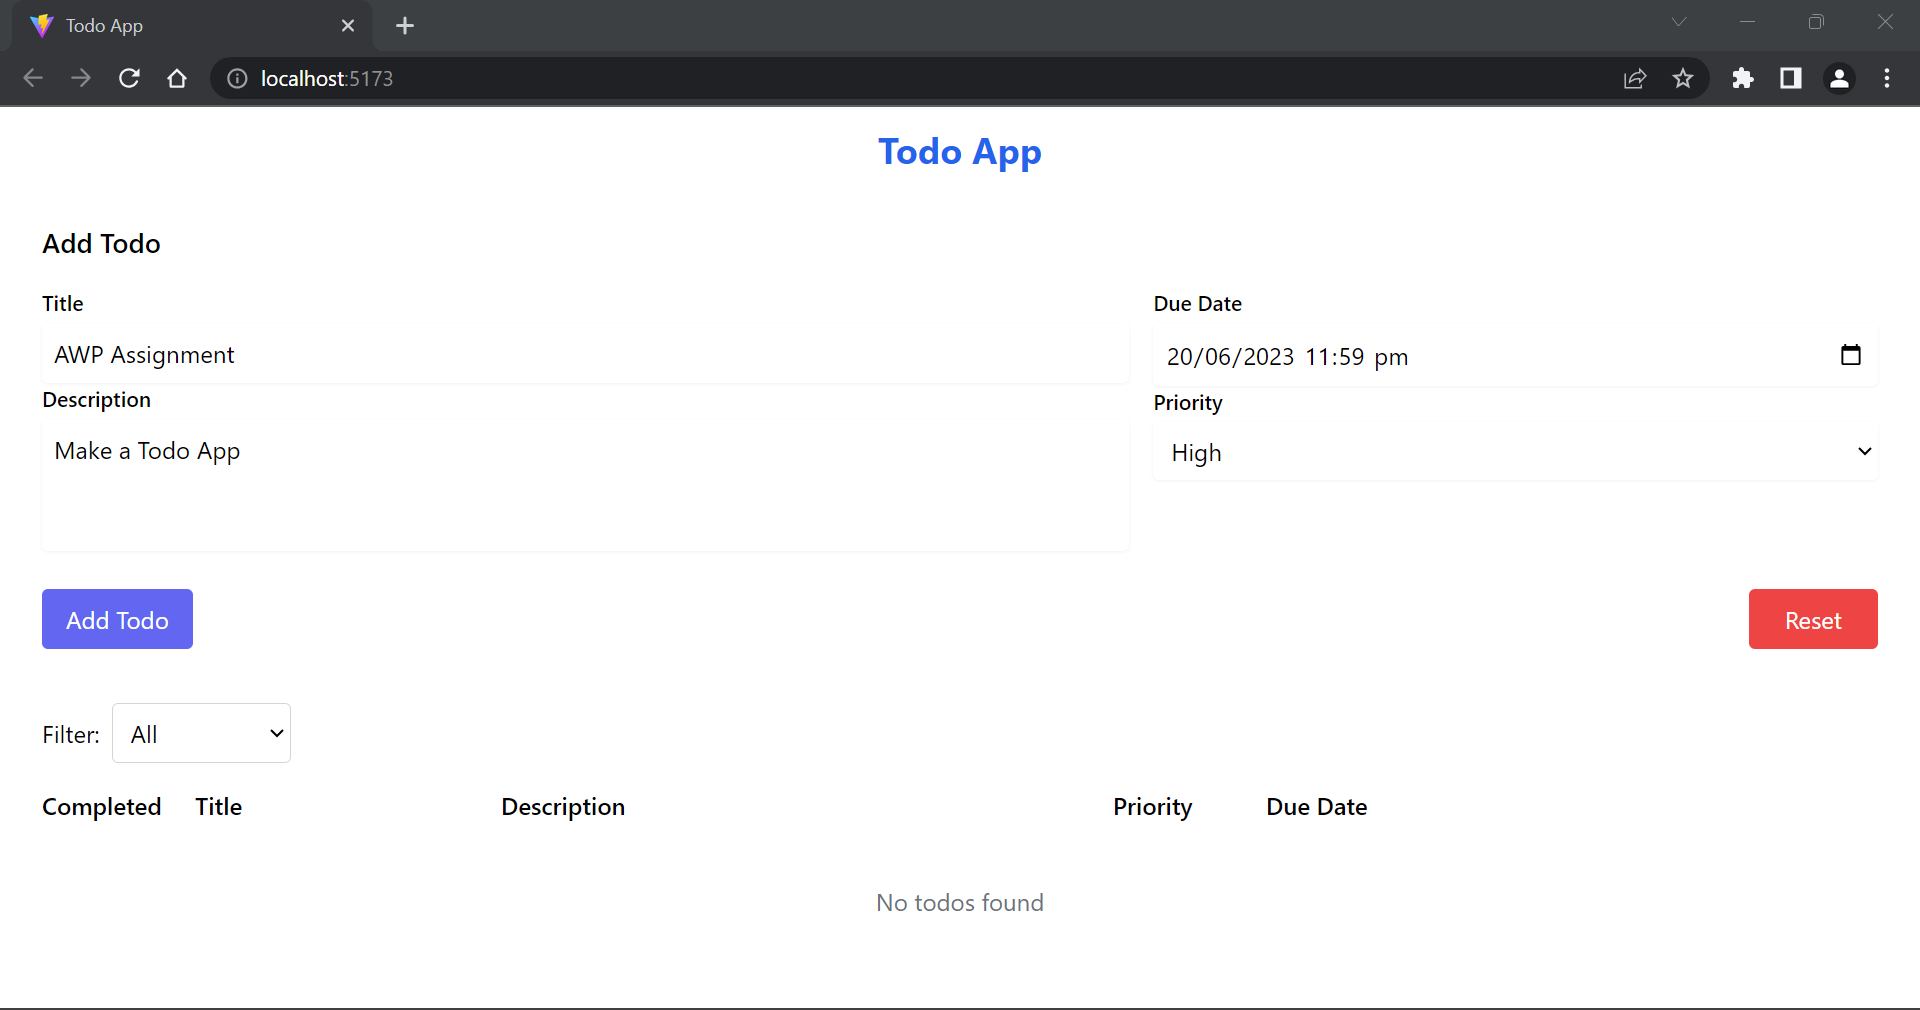 Todo App
localhost:5173
Todo App
Add Todo
Title
AWP Assignment
Due Date
20/06/2023 11:59 pm
Description
Make a Todo App
Priority
High
Add Todo
Reset
Filter: All
Completed Title Description Priority Due Date
No todos found